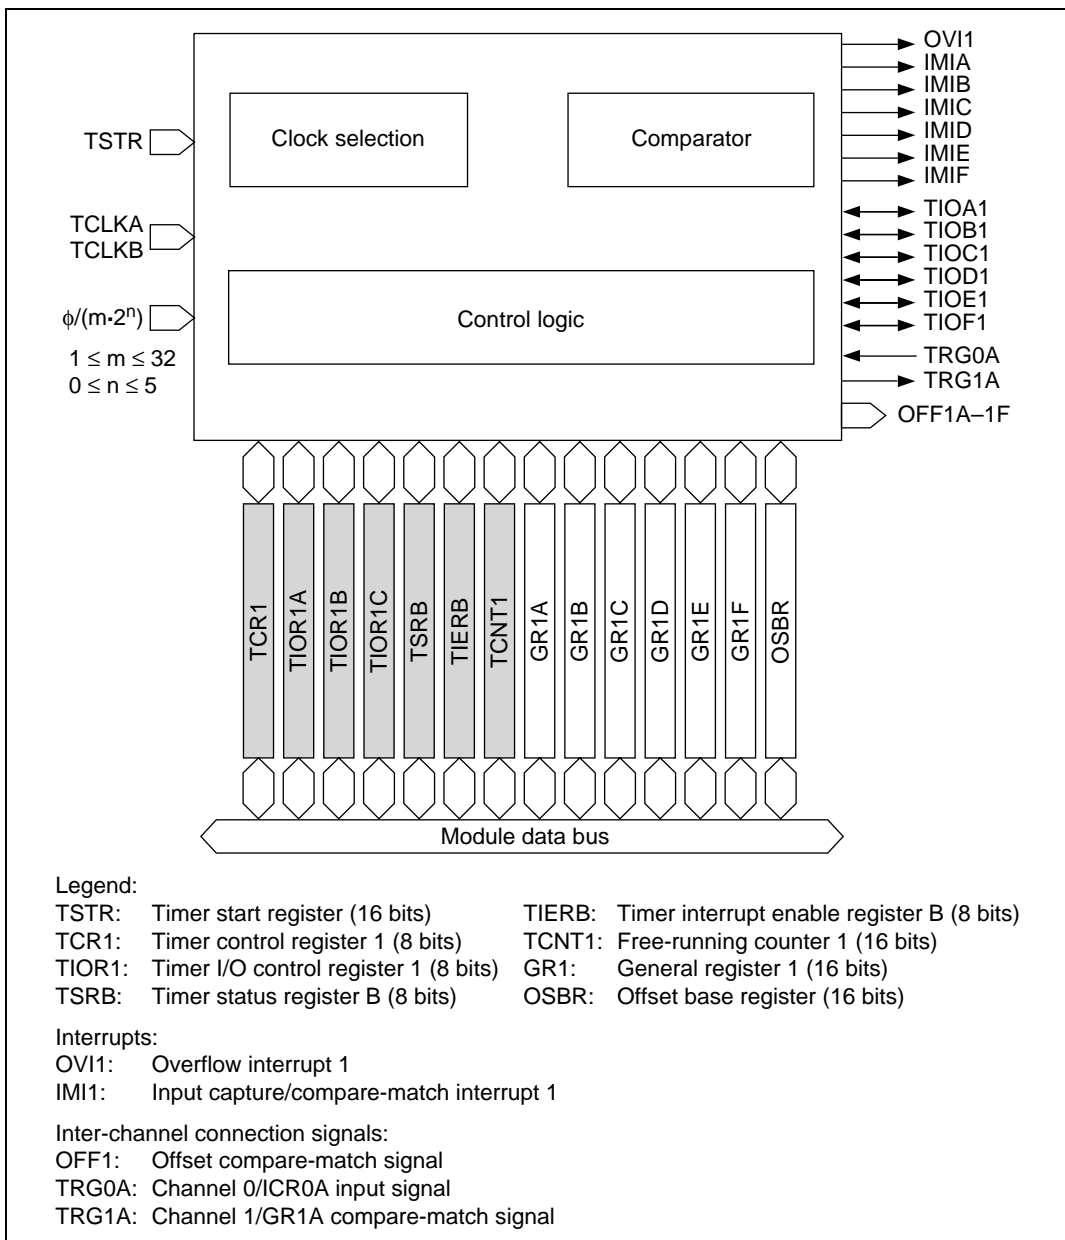 OVI1
IMIA
IMIB
IMIC
IMID
IMIE
IMIF
Clock selection
Comparator
TSTR
TIOA1
TIOB1
TIOC1
TIOD1
TIOE1
TIOF1
TCLKA
TCLKB
φ/(m·2ⁿ)
1 ≤ m ≤ 32
0 ≤ n ≤ 5
Control logic
TRG0A
TRG1A
OFF1A–1F
TCR1
TIOR1A
TIOR1B
TIOR1C
TSRB
TIERB
TCNT1
GR1A
GR1B
GR1C
GR1D
GR1E
GR1F
OSBR
Module data bus
Legend:
TSTR: Timer start register (16 bits)
TCR1: Timer control register 1 (8 bits)
TIOR1: Timer I/O control register 1 (8 bits)
TSRB: Timer status register B (8 bits)
TIERB: Timer interrupt enable register B (8 bits)
TCNT1: Free-running counter 1 (16 bits)
GR1: General register 1 (16 bits)
OSBR: Offset base register (16 bits)
Interrupts:
OVI1: Overflow interrupt 1
IMI1: Input capture/compare-match interrupt 1
Inter-channel connection signals:
OFF1: Offset compare-match signal
TRG0A: Channel 0/ICR0A input signal
TRG1A: Channel 1/GR1A compare-match signal